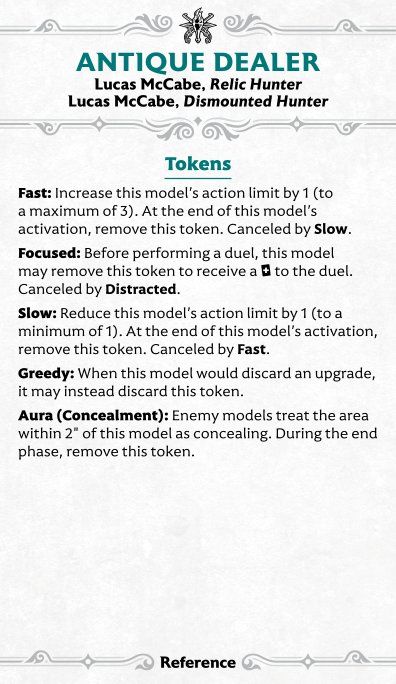 ANTIQUE DEALER
Lucas McCabe, Relic Hunter
Lucas McCabe, Dismounted Hunter
Tokens
Fast: Increase this model's action limit by 1 (to
a maximum of 3). At the end of this model's
activation, remove this token. Canceled by Slow.
Focused: Before performing a duel, this model
may remove this token to receive a to the duel.
Canceled by Distracted.
Slow: Reduce this model's action limit by 1 (to a
minimum of 1). At the end of this model's activation,
remove this token. Canceled by Fast.
Greedy: When this model would discard an upgrade,
it may instead discard this token.
Aura (Concealment): Enemy models treat the area
within 2" of this model as concealing. During the end
phase, remove this token.
Reference